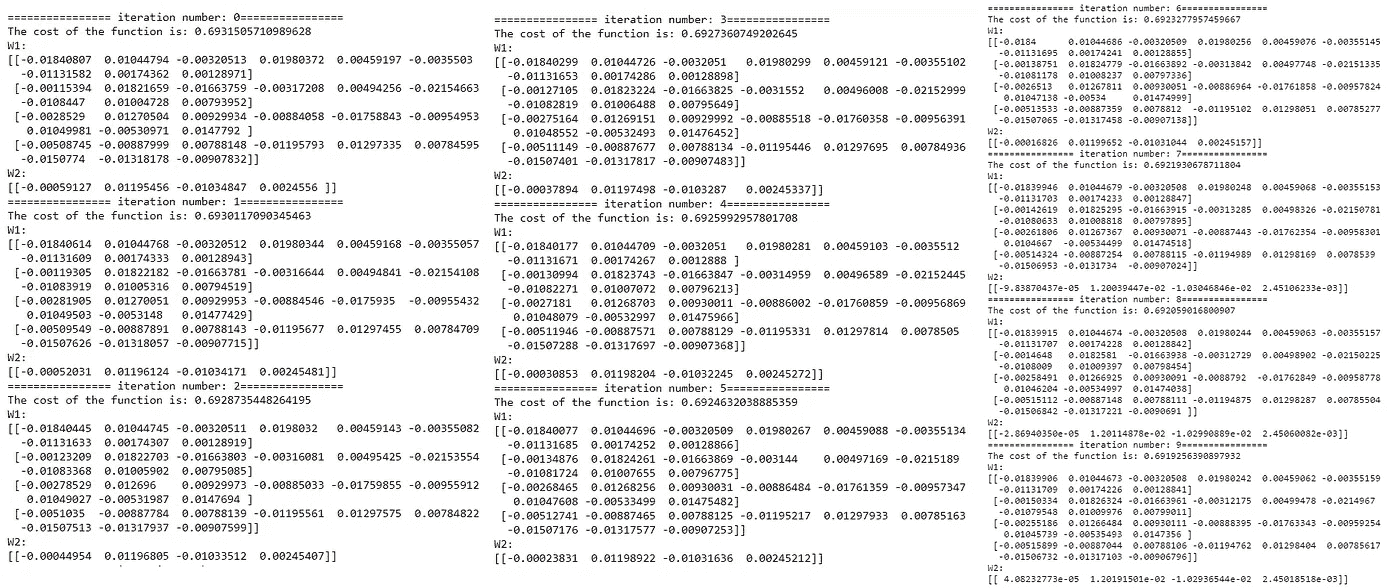 ================ iteration number: 0================
The cost of the function is: 0.6931505710989628
W1:
[[-0.01840807  0.01044794 -0.00320513  0.01980372  0.00459197 -0.0035503
  -0.01131582  0.00174362  0.00128971]
 [-0.00115394  0.01821659 -0.01663759 -0.00317208  0.00494256 -0.02154663
  -0.0108447   0.01004728  0.00793952]
 [-0.0028529   0.01270504  0.00929934 -0.00884058 -0.01758843 -0.00954953
   0.01049981 -0.00530971  0.0147792 ]
 [-0.00508745 -0.00887999  0.00788148 -0.01195793  0.01297335  0.00784595
  -0.0150774  -0.01318178 -0.00907832]]
W2:
[[-0.00059127  0.01195456 -0.01034847  0.0024556 ]]
================ iteration number: 1================
The cost of the function is: 0.6930117090345463
W1:
[[-0.01840614  0.01044768 -0.00320512  0.01980344  0.00459168 -0.00355057
  -0.01131609  0.00174333  0.00128943]
 [-0.00119305  0.01822182 -0.01663781 -0.00316644  0.00494841 -0.02154108
  -0.01083919  0.01005316  0.00794519]
 [-0.00281905  0.01270051  0.00929953 -0.00884546 -0.0175935  -0.00955432
   0.01049503 -0.0053148   0.01477429]
 [-0.00509549 -0.00887891  0.00788143 -0.01195677  0.01297455  0.00784709
  -0.01507626 -0.01318057 -0.00907715]]
W2:
[[-0.00052031  0.01196124 -0.01034171  0.00245481]]
================ iteration number: 2================
The cost of the function is: 0.6928735448264195
W1:
[[-0.01840445  0.01044745 -0.00320511  0.0198032   0.00459143 -0.00355082
  -0.01131633  0.00174307  0.00128919]
 [-0.00123209  0.01822703 -0.01663803 -0.00316081  0.00495425 -0.02153554
  -0.01083368  0.01005902  0.00795085]
 [-0.00278529  0.012696    0.00929973 -0.00885033 -0.01759855 -0.00955912
   0.01049027 -0.00531987  0.0147694 ]
 [-0.0051035  -0.00887784  0.00788139 -0.01195561  0.01297575  0.00784822
  -0.01507513 -0.01317937 -0.00907599]]
W2:
[[-0.00044954  0.01196805 -0.01033512  0.00245407]]
================ iteration number: 3================
The cost of the function is: 0.6927360749202645
W1:
[[-0.01840299  0.01044726 -0.0032051   0.01980299  0.00459121 -0.00355102
  -0.01131653  0.00174286  0.00128898]
 [-0.00127105  0.01823224 -0.01663825 -0.0031552   0.00496008 -0.02152999
  -0.01082819  0.01006488  0.00795649]
 [-0.00275164  0.01269151  0.00929992 -0.00885518 -0.01760358 -0.00956391
   0.01048552 -0.00532493  0.01476452]
 [-0.00511149 -0.00887677  0.00788134 -0.01195446  0.01297695  0.00784936
  -0.01507401 -0.01317817 -0.00907483]]
W2:
[[-0.00037894  0.01197498 -0.0103287   0.00245337]]
================ iteration number: 4================
The cost of the function is: 0.6925992957801708
W1:
[[-0.01840177  0.01044709 -0.0032051   0.01980281  0.00459103 -0.0035512
  -0.01131671  0.00174267  0.0012888 ]
 [-0.00130994  0.01823743 -0.01663847 -0.00314959  0.00496589 -0.02152445
  -0.01082271  0.01007072  0.00796213]
 [-0.0027181   0.01268703  0.00930011 -0.00886002 -0.01760859 -0.00956869
   0.01048079 -0.00532997  0.01475966]
 [-0.00511946 -0.00887571  0.00788129 -0.01195331  0.01297814  0.0078505
  -0.01507288 -0.01317697 -0.00907368]]
W2:
[[-0.00030853  0.01198204 -0.01032245  0.00245272]]
================ iteration number: 5================
The cost of the function is: 0.6924632038885359
W1:
[[-0.01840077  0.01044696 -0.00320509  0.01980267  0.00459088 -0.00355134
  -0.01131685  0.00174252  0.00128866]
 [-0.00134876  0.01824261 -0.01663869 -0.003144    0.00497169 -0.0215189
  -0.01081724  0.01007655  0.00796775]
 [-0.00268465  0.01268256  0.00930031 -0.00886484 -0.01761359 -0.00957347
   0.01047608 -0.00533499  0.01475482]
 [-0.00512741 -0.00887465  0.00788125 -0.01195217  0.01297933  0.00785163
  -0.01507176 -0.01317577 -0.00907253]]
W2:
[[-0.00023831  0.01198922 -0.01031636  0.00245212]]
================ iteration number: 6================
The cost of the function is: 0.6923277957459667
W1:
[[-0.0184      0.01044686 -0.00320509  0.01980256  0.00459076 -0.00355145
  -0.01131695  0.00174241  0.00128855]
 [-0.00138751  0.01824779 -0.01663892 -0.00313842  0.00497748 -0.02151335
  -0.01081178  0.01008237  0.00797336]
 [-0.0026513   0.01267811  0.00930051 -0.00886964 -0.01761858 -0.00957824
   0.01047138 -0.00534     0.01474999]
 [-0.00513533 -0.00887359  0.0078812  -0.01195102  0.01298051  0.00785277
  -0.01507065 -0.01317458 -0.00907138]]
W2:
[[-0.00016826  0.01199652 -0.01031044  0.00245157]]
================ iteration number: 7================
The cost of the function is: 0.6921930678711804
W1:
[[-0.01839946  0.01044679 -0.00320508  0.01980248  0.00459068 -0.00355153
  -0.0131703  0.00174233  0.00128847]
 [-0.00142619  0.01825295 -0.01663915 -0.00313285  0.00498326 -0.02150781
  -0.01080633  0.01008818  0.00797895]
 [-0.00261806  0.01267367  0.00930071 -0.00887443 -0.01762354 -0.00958301
   0.0104667  -0.00534499  0.01474518]
 [-0.00514324 -0.00887254  0.00788115 -0.01194989  0.01298169  0.0078539
  -0.01506953 -0.0131734  -0.00907024]]
W2:
[[-9.83870437e-05  1.20039447e-02 -1.03046846e-02  2.45106233e-03]]
================ iteration number: 8================
The cost of the function is: 0.692059016800907
W1:
[[-0.01839915  0.01044674 -0.00320508  0.01980244  0.00459063 -0.00355157
  -0.01131707  0.00174228  0.00128842]
 [-0.0014648   0.0182581  -0.01663938 -0.00312729  0.00498902 -0.02150225
  -0.0108009   0.01009397  0.00798454]
 [-0.00258491  0.01266925  0.00930091 -0.0088792  -0.01762849 -0.00958778
   0.01046204 -0.00534997  0.01474038]
 [-0.00515112 -0.00887148  0.00788111 -0.01194875  0.01298287  0.00785504
  -0.01506842 -0.01317221 -0.0090691 ]]
W2:
[[-2.86940350e-05  1.20114878e-02 -1.02990889e-02  2.45060082e-03]]
================ iteration number: 9================
The cost of the function is: 0.6919256390897932
W1:
[[-0.01839906  0.01044673 -0.00320508  0.01980242  0.00459062 -0.00355159
  -0.0131709  0.00174226  0.00128841]
 [-0.00150334  0.01826324 -0.01663961 -0.00312175  0.00499478 -0.0214967
  -0.01079548  0.01009976  0.00799011]
 [-0.00255186  0.01266484  0.00930111 -0.00888395 -0.01763343 -0.00959254
   0.01045739 -0.00535493  0.0147356 ]
 [-0.00515899 -0.00887044  0.00788106 -0.01194762  0.01298404  0.00785617
  -0.01506732 -0.01317103 -0.00906796]]
W2:
[[ 4.08232773e-05  1.20191501e-02 -1.02936544e-02  2.45018518e-03]]